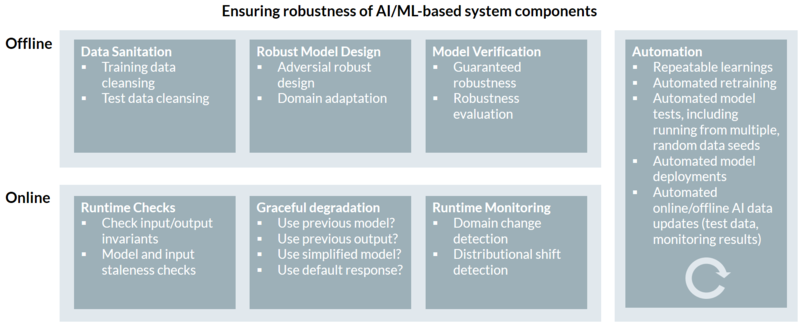 Ensuring robustness of AI/ML-based system components
Offline
Data Sanitation
▪ Training data
cleansing
▪ Test data cleansing
Robust Model Design
▪ Adversial robust
design
▪ Domain adaptation
Model Verification
▪ Guaranteed
robustness
▪ Robustness
evaluation
Online
Runtime Checks
▪ Check input/output
invariants
▪ Model and input
staleness checks
Graceful degradation
▪ Use previous model?
▪ Use previous output?
▪ Use simplified model?
▪ Use default response?
Runtime Monitoring
▪ Domain change
detection
▪ Distributional shift
detection
Automation
▪ Repeatable learnings
▪ Automated retraining
▪ Automated model
tests, including
running from multiple,
random data seeds
▪ Automated model
deployments
▪ Automated
online/offline AI data
updates (test data,
monitoring results)